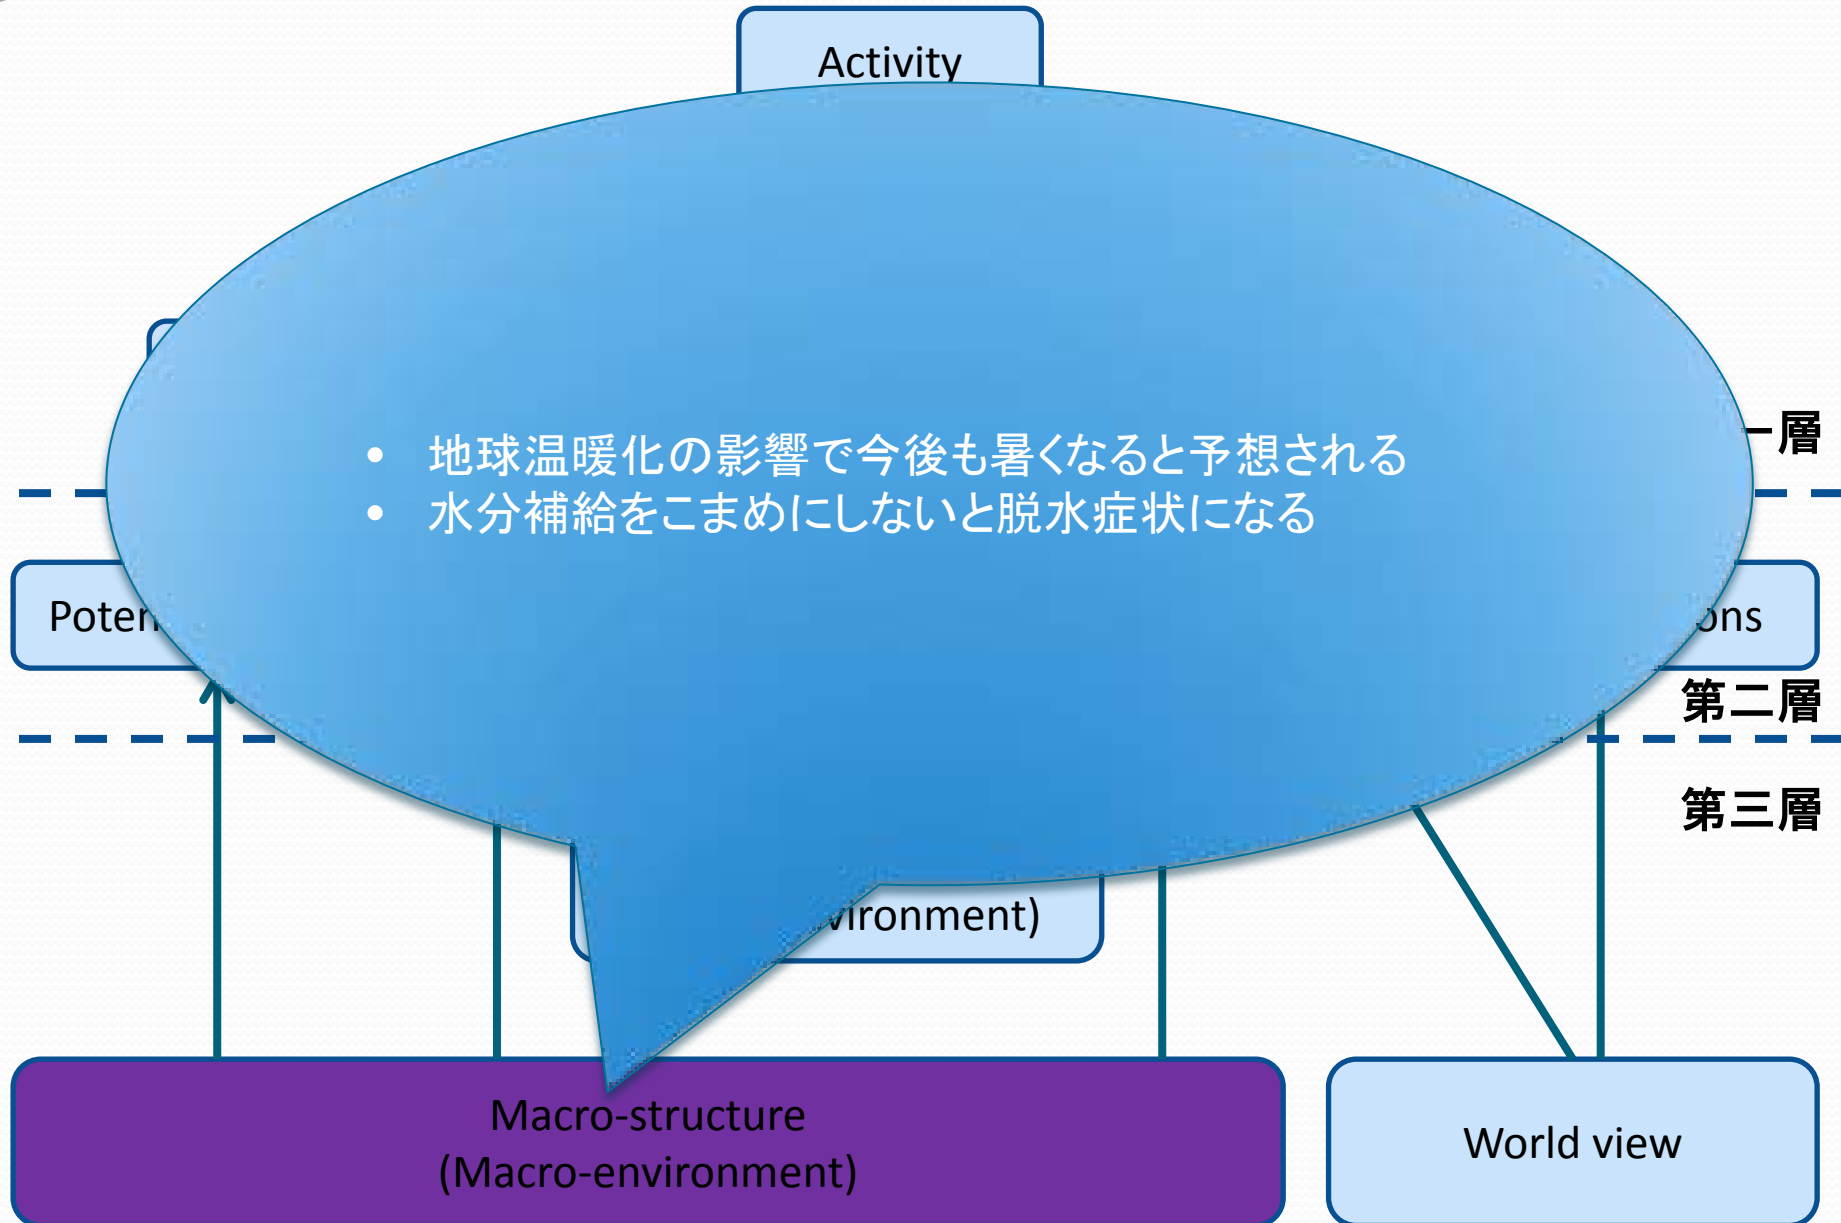 Activity
一層
• 地球温暖化の影響で今後も暑くなると予想される
• 水分補給をこまめにしないと脱水症状になる
第二層
第三層
Macro-structure
(Macro-environment)
World view